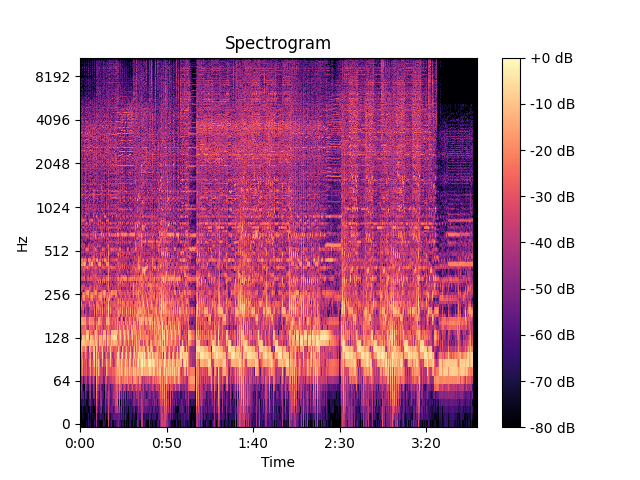 Spectrogram
8192
4096
2048
1024
512
256
128
64
0
Hz
0:00
0:50
1:40
2:30
3:20
Time
+0 dB
-10 dB
-20 dB
-30 dB
-40 dB
-50 dB
-60 dB
-70 dB
-80 dB